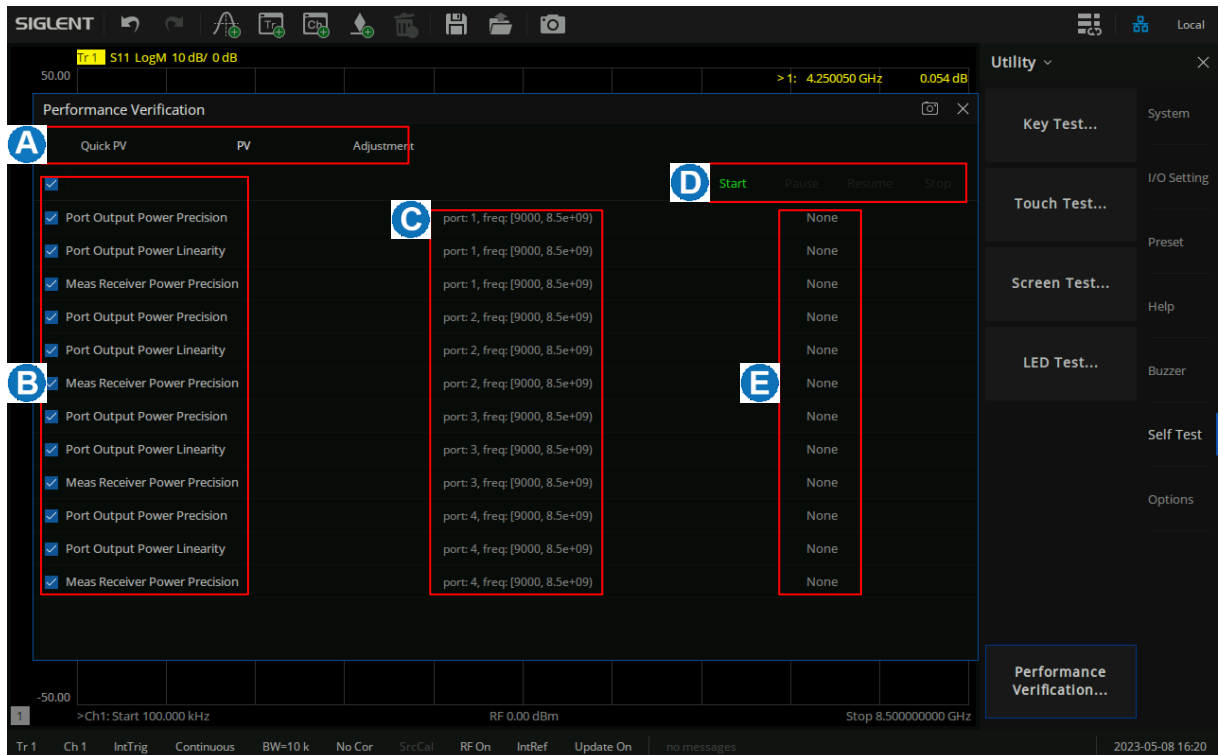 SIGLENT Tr Ch Local
Tr 1 S11 LogM 10 dB/ 0 dB
50.00 > 1: 4.250050 GHz 0.054 dB
Utility
Performance Verification
Key Test...
System
A Quick PV PV Adjustment
D Start Pause Resume Stop
I/O Setting
Touch Test...
Port Output Power Precision C port: 1, freq: [9000, 8.5e+09) None
Port Output Power Linearity port: 1, freq: [9000, 8.5e+09) None
Preset
Meas Receiver Power Precision port: 1, freq: [9000, 8.5e+09) None
Screen Test...
Port Output Power Precision port: 2, freq: [9000, 8.5e+09) None
Help
Port Output Power Linearity port: 2, freq: [9000, 8.5e+09) None
LED Test...
Buzzer
B Meas Receiver Power Precision port: 2, freq: [9000, 8.5e+09) E None
Port Output Power Precision port: 3, freq: [9000, 8.5e+09) None
Self Test
Port Output Power Linearity port: 3, freq: [9000, 8.5e+09) None
Meas Receiver Power Precision port: 3, freq: [9000, 8.5e+09) None
Options
Port Output Power Precision port: 4, freq: [9000, 8.5e+09) None
Port Output Power Linearity port: 4, freq: [9000, 8.5e+09) None
Meas Receiver Power Precision port: 4, freq: [9000, 8.5e+09) None
Performance
Verification...
-50.00
1 >Ch1: Start 100.000 kHz RF 0.00 dBm Stop 8.500000000 GHz
Tr 1 Ch 1 IntTrig Continuous BW=10 k No Cor SrcCal RF On IntRef Update On no messages 2023-05-08 16:20